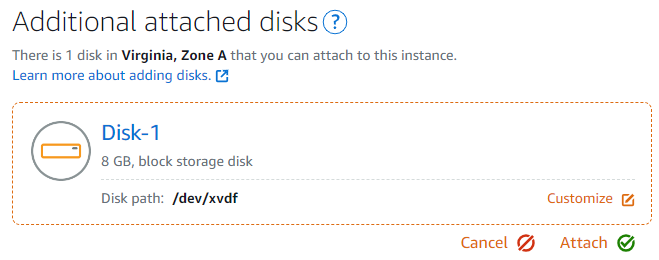 Additional attached disks ?
There is 1 disk in Virginia, Zone A that you can attach to this instance.
Learn more about adding disks.
Disk-1
8 GB, block storage disk
Disk path: /dev/xvdf Customize
Cancel Attach